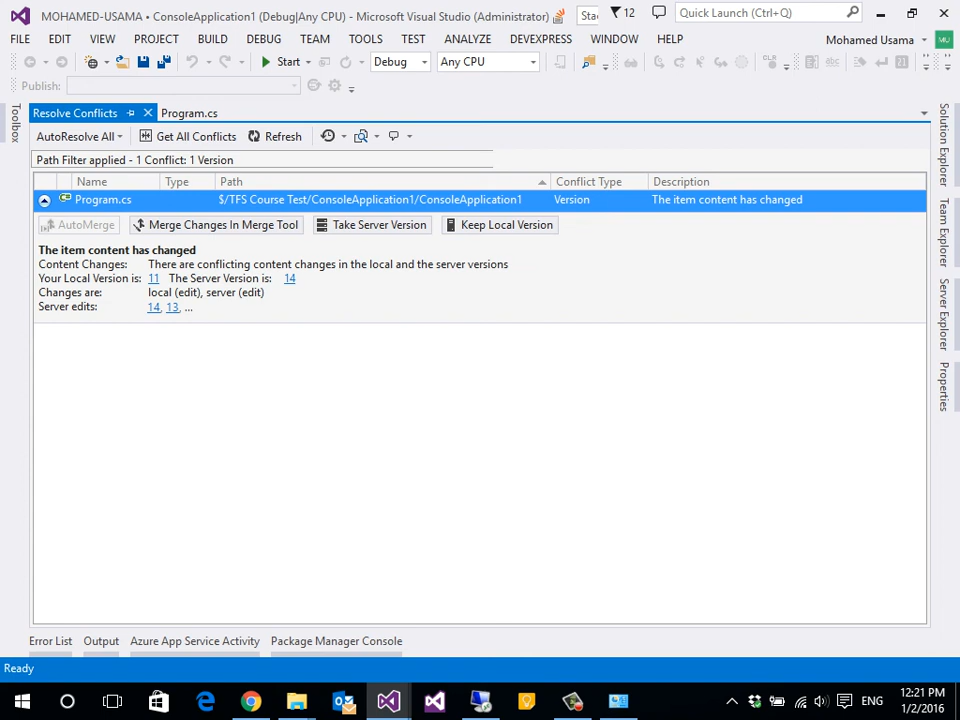 MOHAMED-USAMA • ConsoleApplication1 (Debug|Any CPU) - Microsoft Visual Studio (Administrator)
12
Quick Launch (Ctrl+Q)
FILE EDIT VIEW PROJECT BUILD DEBUG TEAM TOOLS TEST ANALYZE DEVEXPRESS WINDOW HELP
Mohamed Usama MU
Start Debug Any CPU
Publish:
Resolve Conflicts Program.cs
AutoResolve All Get All Conflicts Refresh
Path Filter applied - 1 Conflict: 1 Version
Name Type Path Conflict Type Description
Program.cs $/TFS Course Test/ConsoleApplication1/ConsoleApplication1 Version The item content has changed
AutoMerge Merge Changes In Merge Tool Take Server Version Keep Local Version
The item content has changed
Content Changes: There are conflicting content changes in the local and the server versions
Your Local Version is: 11 The Server Version is: 14
Changes are: local (edit), server (edit)
Server edits: 14, 13, ...
Toolbox
Solution Explorer
Team Explorer
Server Explorer
Properties
Error List Output Azure App Service Activity Package Manager Console
Ready
ENG
12:21 PM
1/2/2016